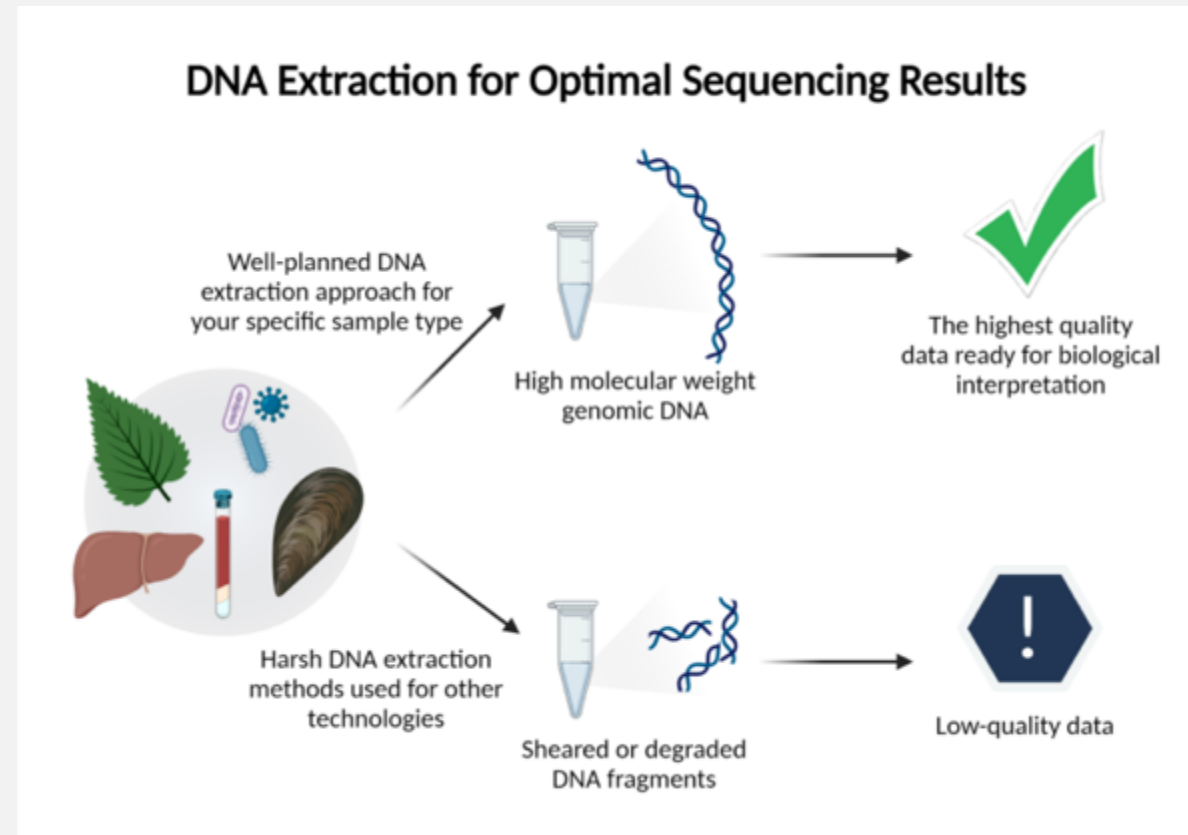 DNA Extraction for Optimal Sequencing Results
Well-planned DNA
extraction approach for
your specific sample type
High molecular weight
genomic DNA
The highest quality
data ready for biological
interpretation
Harsh DNA extraction
methods used for other
technologies
Sheared or degraded
DNA fragments
!
Low-quality data